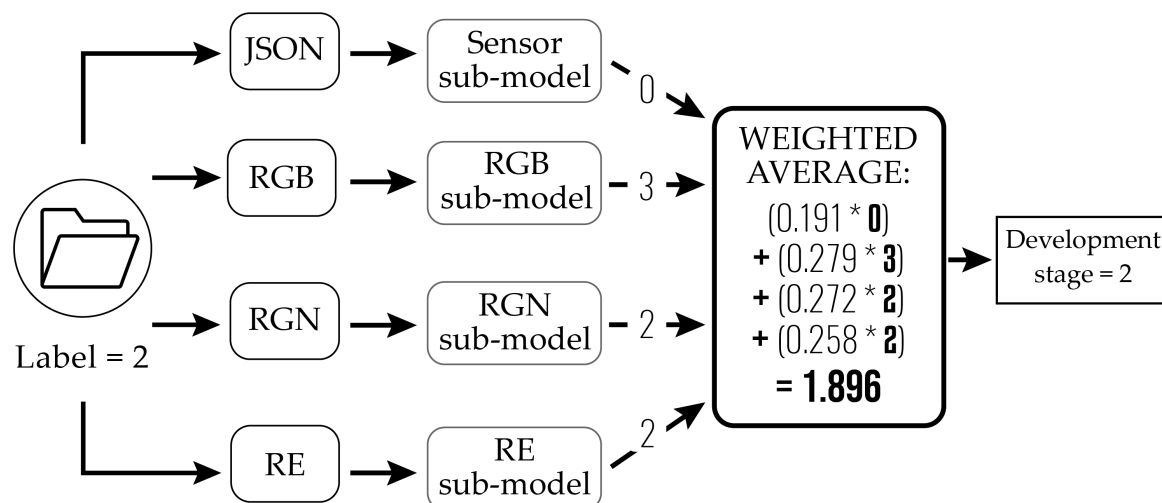 JSON
Sensor
sub-model
0
RGB
RGB
sub-model
3
RGN
RGN
sub-model
2
RE
RE
sub-model
2
Label = 2
WEIGHTED
AVERAGE:
(0.191 * 0)
+ (0.279 * 3)
+ (0.272 * 2)
+ (0.258 * 2)
= 1.896
Development
stage = 2